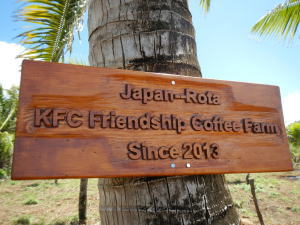 Japan-Rota
KFC Friendship Coffee Farm
Since 2013